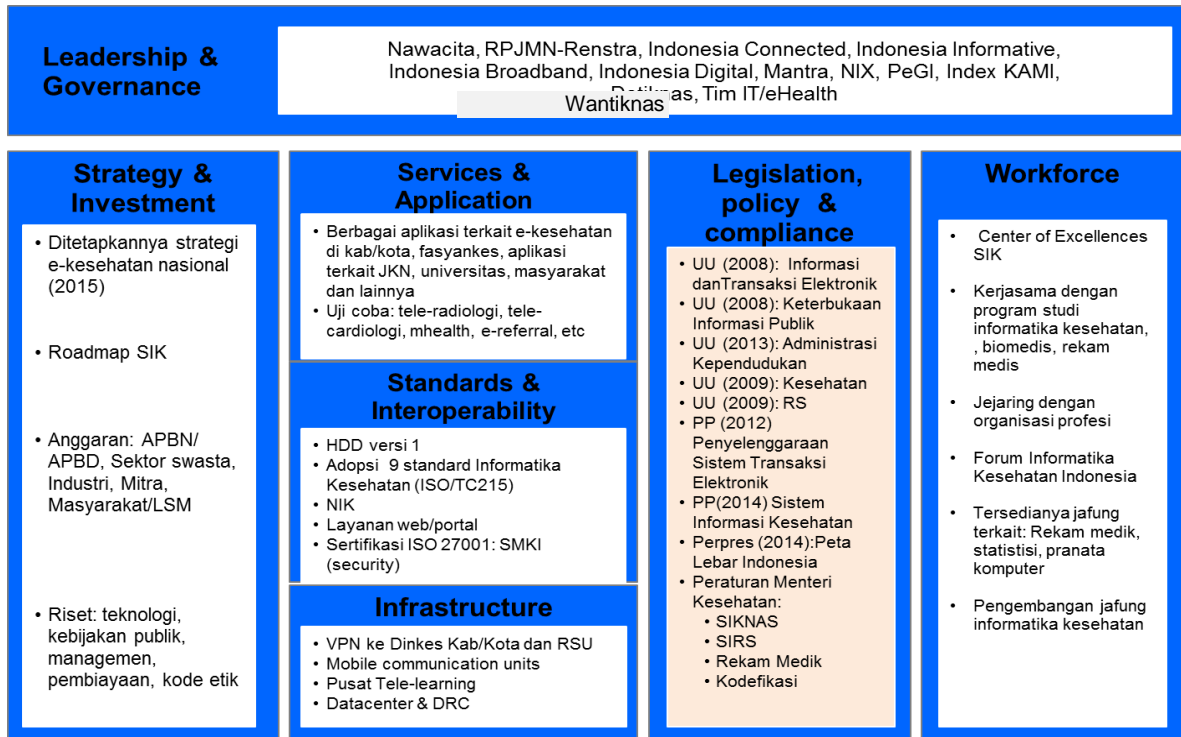 Leadership &
Governance
Nawacita, RPJMN-Renstra, Indonesia Connected, Indonesia Informative,
Indonesia Broadband, Indonesia Digital, Mantra, NIX, PeGI, Index KAMI,
Wantiknas
, Tim IT/eHealth
Strategy &
Investment
• Ditetapkannya strategi
e-kesehatan nasional
(2015)
• Roadmap SIK
• Anggaran: APBN/
APBD, Sektor swasta,
Industri, Mitra,
Masyarakat/LSM
• Riset: teknologi,
kebijakan publik,
managemen,
pembiayaan, kode etik
Services &
Application
• Berbagai aplikasi terkait e-kesehatan
di kab/kota, fasyankes, aplikasi
terkait JKN, universitas, masyarakat
dan lainnya
• Uji coba: tele-radiologi, tele-
cardiologi, mhealth, e-referral, etc
Standards &
Interoperability
• HDD versi 1
• Adopsi 9 standard Informatika
Kesehatan (ISO/TC215)
• NIK
• Layanan web/portal
• Sertifikasi ISO 27001: SMKI
(security)
Infrastructure
• VPN ke Dinkes Kab/Kota dan RSU
• Mobile communication units
• Pusat Tele-learning
• Datacenter & DRC
Legislation,
policy &
compliance
• UU (2008): Informasi
danTransaksi Elektronik
• UU (2008): Keterbukaan
Informasi Publik
• UU (2013): Administrasi
Kependudukan
• UU (2009): Kesehatan
• UU (2009): RS
• PP (2012)
Penyelenggaraan
Sistem Transaksi
Elektronik
• PP(2014) Sistem
Informasi Kesehatan
• Perpres (2014):Peta
Lebar Indonesia
• Peraturan Menteri
Kesehatan:
• SIKNAS
• SIRS
• Rekam Medik
• Kodefikasi
Workforce
• Center of Excellences
SIK
• Kerjasama dengan
program studi
informatika kesehatan,
, biomedis, rekam
medis
• Jejaring dengan
organisasi profesi
• Forum Informatika
Kesehatan Indonesia
• Tersedianya jafung
terkait: Rekam medik,
statistisi, pranata
komputer
• Pengembangan jafung
informatika kesehatan